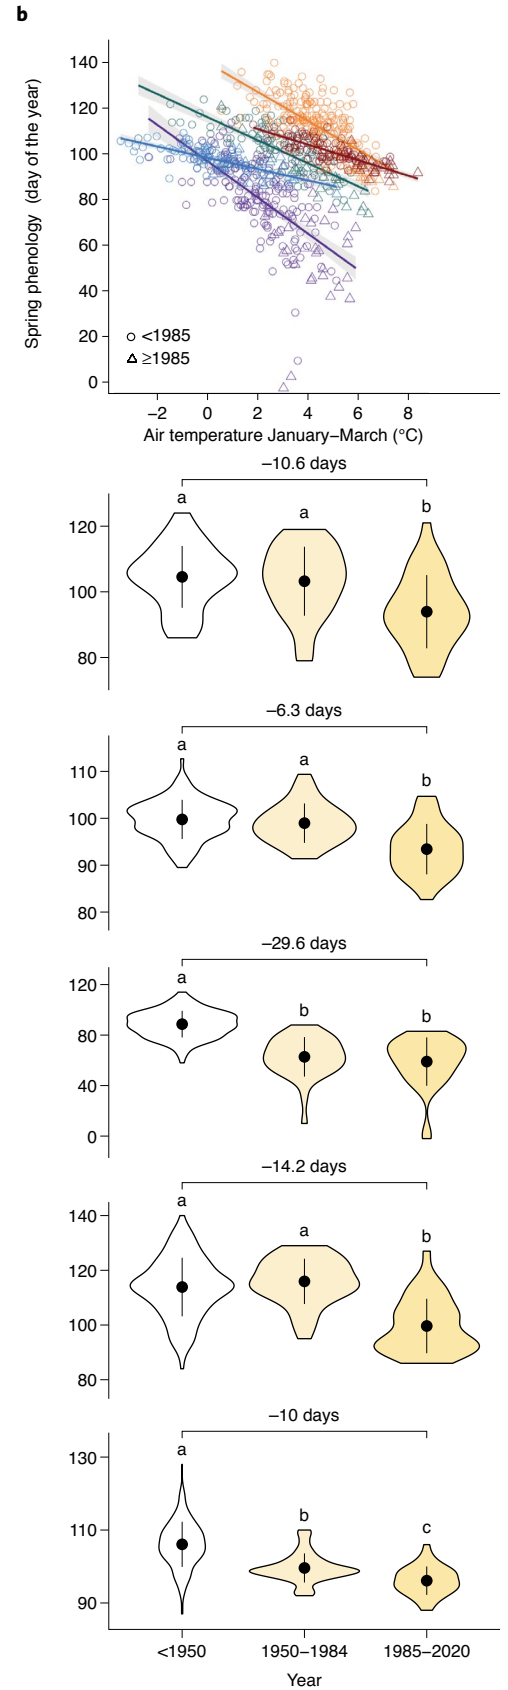 b
Spring phenology (day of the year)
140
120
100
80
60
40
20
0
○ <1985
△ ≥1985
−2 0 2 4 6 8
Air temperature January–March (°C)
–10.6 days
a a b
120
100
80
–6.3 days
a a b
110
100
90
80
–29.6 days
a b b
120
80
40
0
–14.2 days
a a b
140
120
100
80
–10 days
a b c
130
110
90
<1950 1950–1984 1985–2020
Year